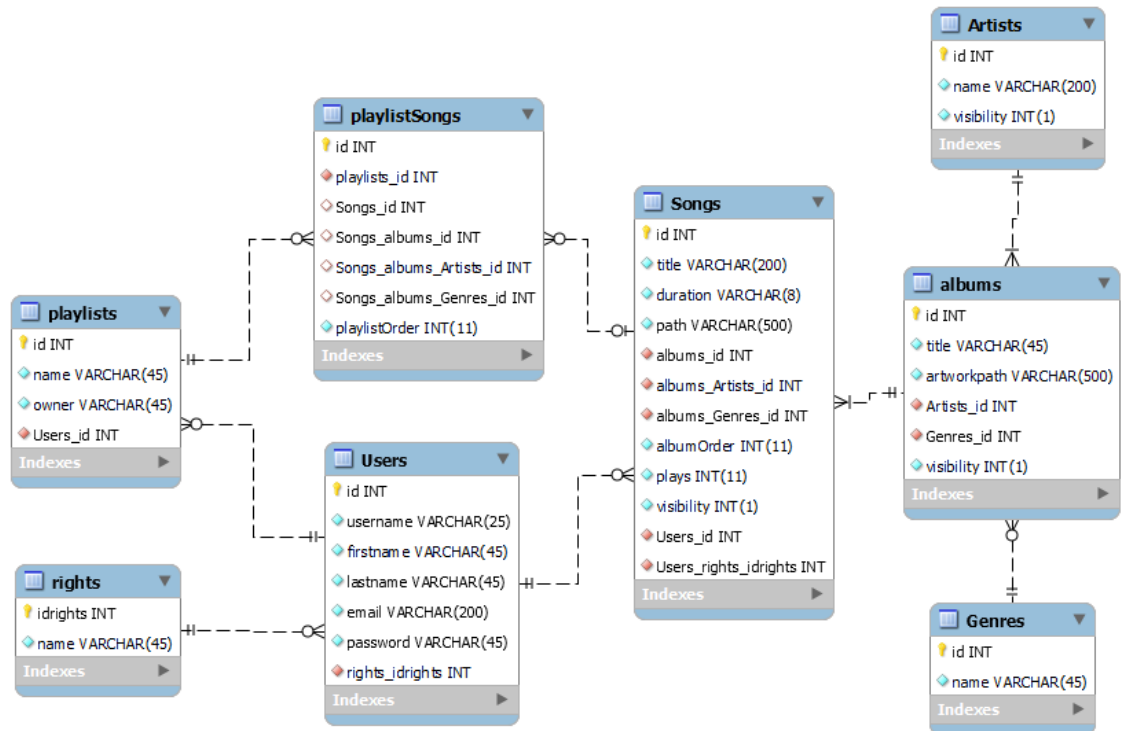 Artists
id INT
name VARCHAR(200)
visibility INT(1)
Indexes
playlistSongs
id INT
playlists_id INT
Songs_id INT
Songs_albums_id INT
Songs_albums_Artists_id INT
Songs_albums_Genres_id INT
playlistOrder INT(11)
Indexes
Songs
id INT
title VARCHAR(200)
duration VARCHAR(8)
path VARCHAR(500)
albums_id INT
albums_Artists_id INT
albums_Genres_id INT
albumOrder INT(11)
plays INT(11)
visibility INT(1)
Users_id INT
Users_rights_idrights INT
Indexes
albums
id INT
title VARCHAR(45)
artworkpath VARCHAR(500)
Artists_id INT
Genres_id INT
visibility INT(1)
Indexes
playlists
id INT
name VARCHAR(45)
owner VARCHAR(45)
Users_id INT
Indexes
Users
id INT
username VARCHAR(25)
firstname VARCHAR(45)
lastname VARCHAR(45)
email VARCHAR(200)
password VARCHAR(45)
rights_idrights INT
Indexes
rights
idrights INT
name VARCHAR(45)
Indexes
Genres
id INT
name VARCHAR(45)
Indexes